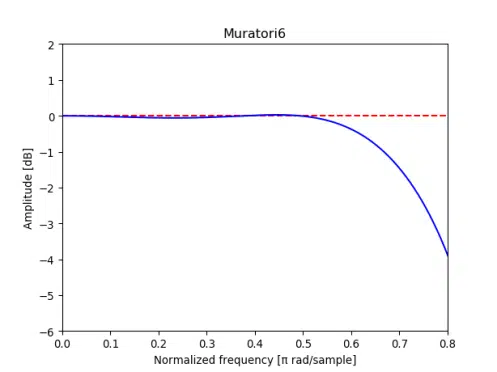 Muratori6
2
1
0
−1
−2
−3
−4
−5
−6
Amplitude [dB]
0.0 0.1 0.2 0.3 0.4 0.5 0.6 0.7 0.8
Normalized frequency [π rad/sample]